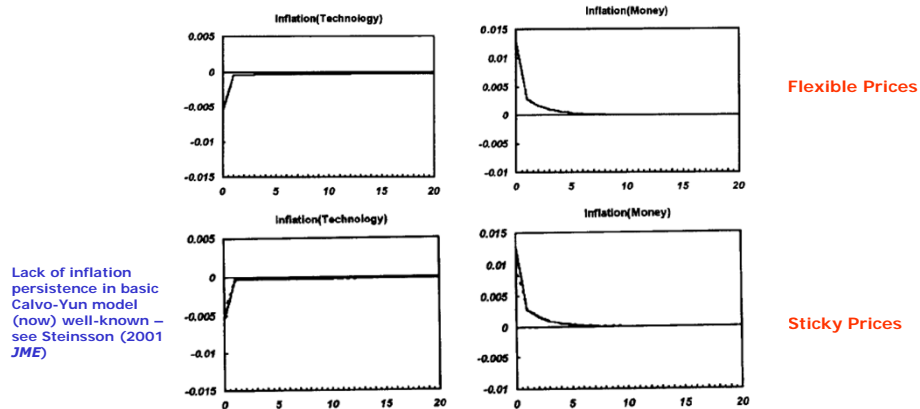 Inflation(Technology)
0.005
0
-0.005
-0.01
-0.015
0 5 10 15 20
Inflation(Money)
0.015
0.01
0.005
0
-0.005
-0.01
0 5 10 15 20
Flexible Prices
Lack of inflation
persistence in basic
Calvo-Yun model
(now) well-known –
see Steinsson (2001
JME)
Inflation(Technology)
0.005
0
-0.005
-0.01
-0.015
0 5 10 15 20
Inflation(Money)
0.015
0.01
0.005
0
-0.005
-0.01
0 5 10 15 20
Sticky Prices